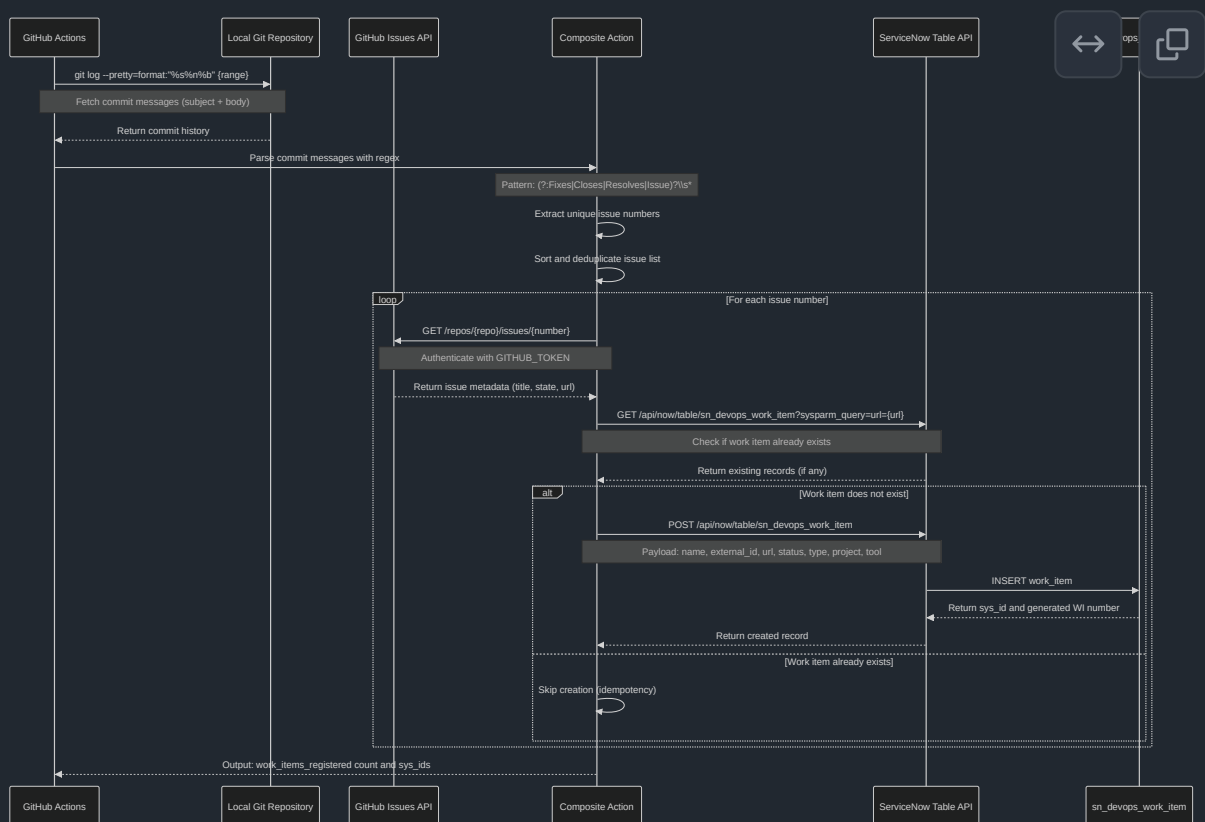 GitHub Actions
Local Git Repository
GitHub Issues API
Composite Action
ServiceNow Table API
git log --pretty=format:"%s%n%b" {range}
Fetch commit messages (subject + body)
Return commit history
Parse commit messages with regex
Pattern: (?:Fixes|Closes|Resolves|Issue)?\\s*
Extract unique issue numbers
Sort and deduplicate issue list
loop
[For each issue number]
GET /repos/{repo}/issues/{number}
Authenticate with GITHUB_TOKEN
Return issue metadata (title, state, url)
GET /api/now/table/sn_devops_work_item?sysparm_query=url={url}
Check if work item already exists
Return existing records (if any)
alt
[Work item does not exist]
POST /api/now/table/sn_devops_work_item
Payload: name, external_id, url, status, type, project, tool
INSERT work_item
Return sys_id and generated WI number
Return created record
[Work item already exists]
Skip creation (idempotency)
Output: work_items_registered count and sys_ids
GitHub Actions
Local Git Repository
GitHub Issues API
Composite Action
ServiceNow Table API
sn_devops_work_item